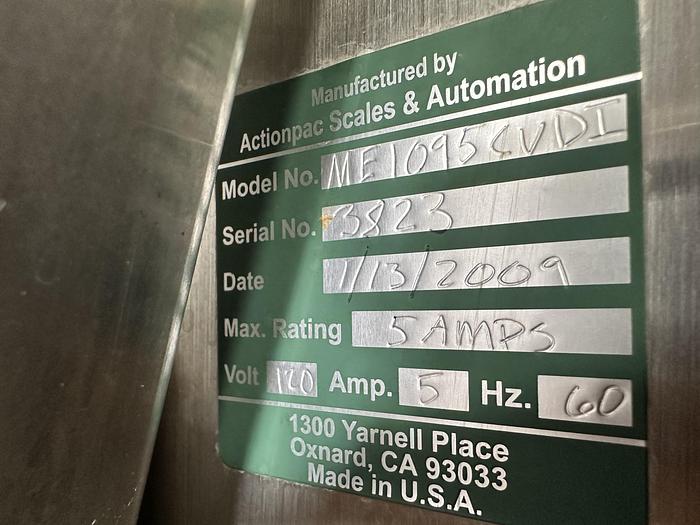 Manufactured by
Actionpac Scales & Automation
Model No. ME1095CVDI
Serial No. 3823
Date 1/13/2009
Max. Rating 5 AMPS
Volt 120 Amp. 5 Hz. 60
1300 Yarnell Place
Oxnard, CA 93033
Made in U.S.A.